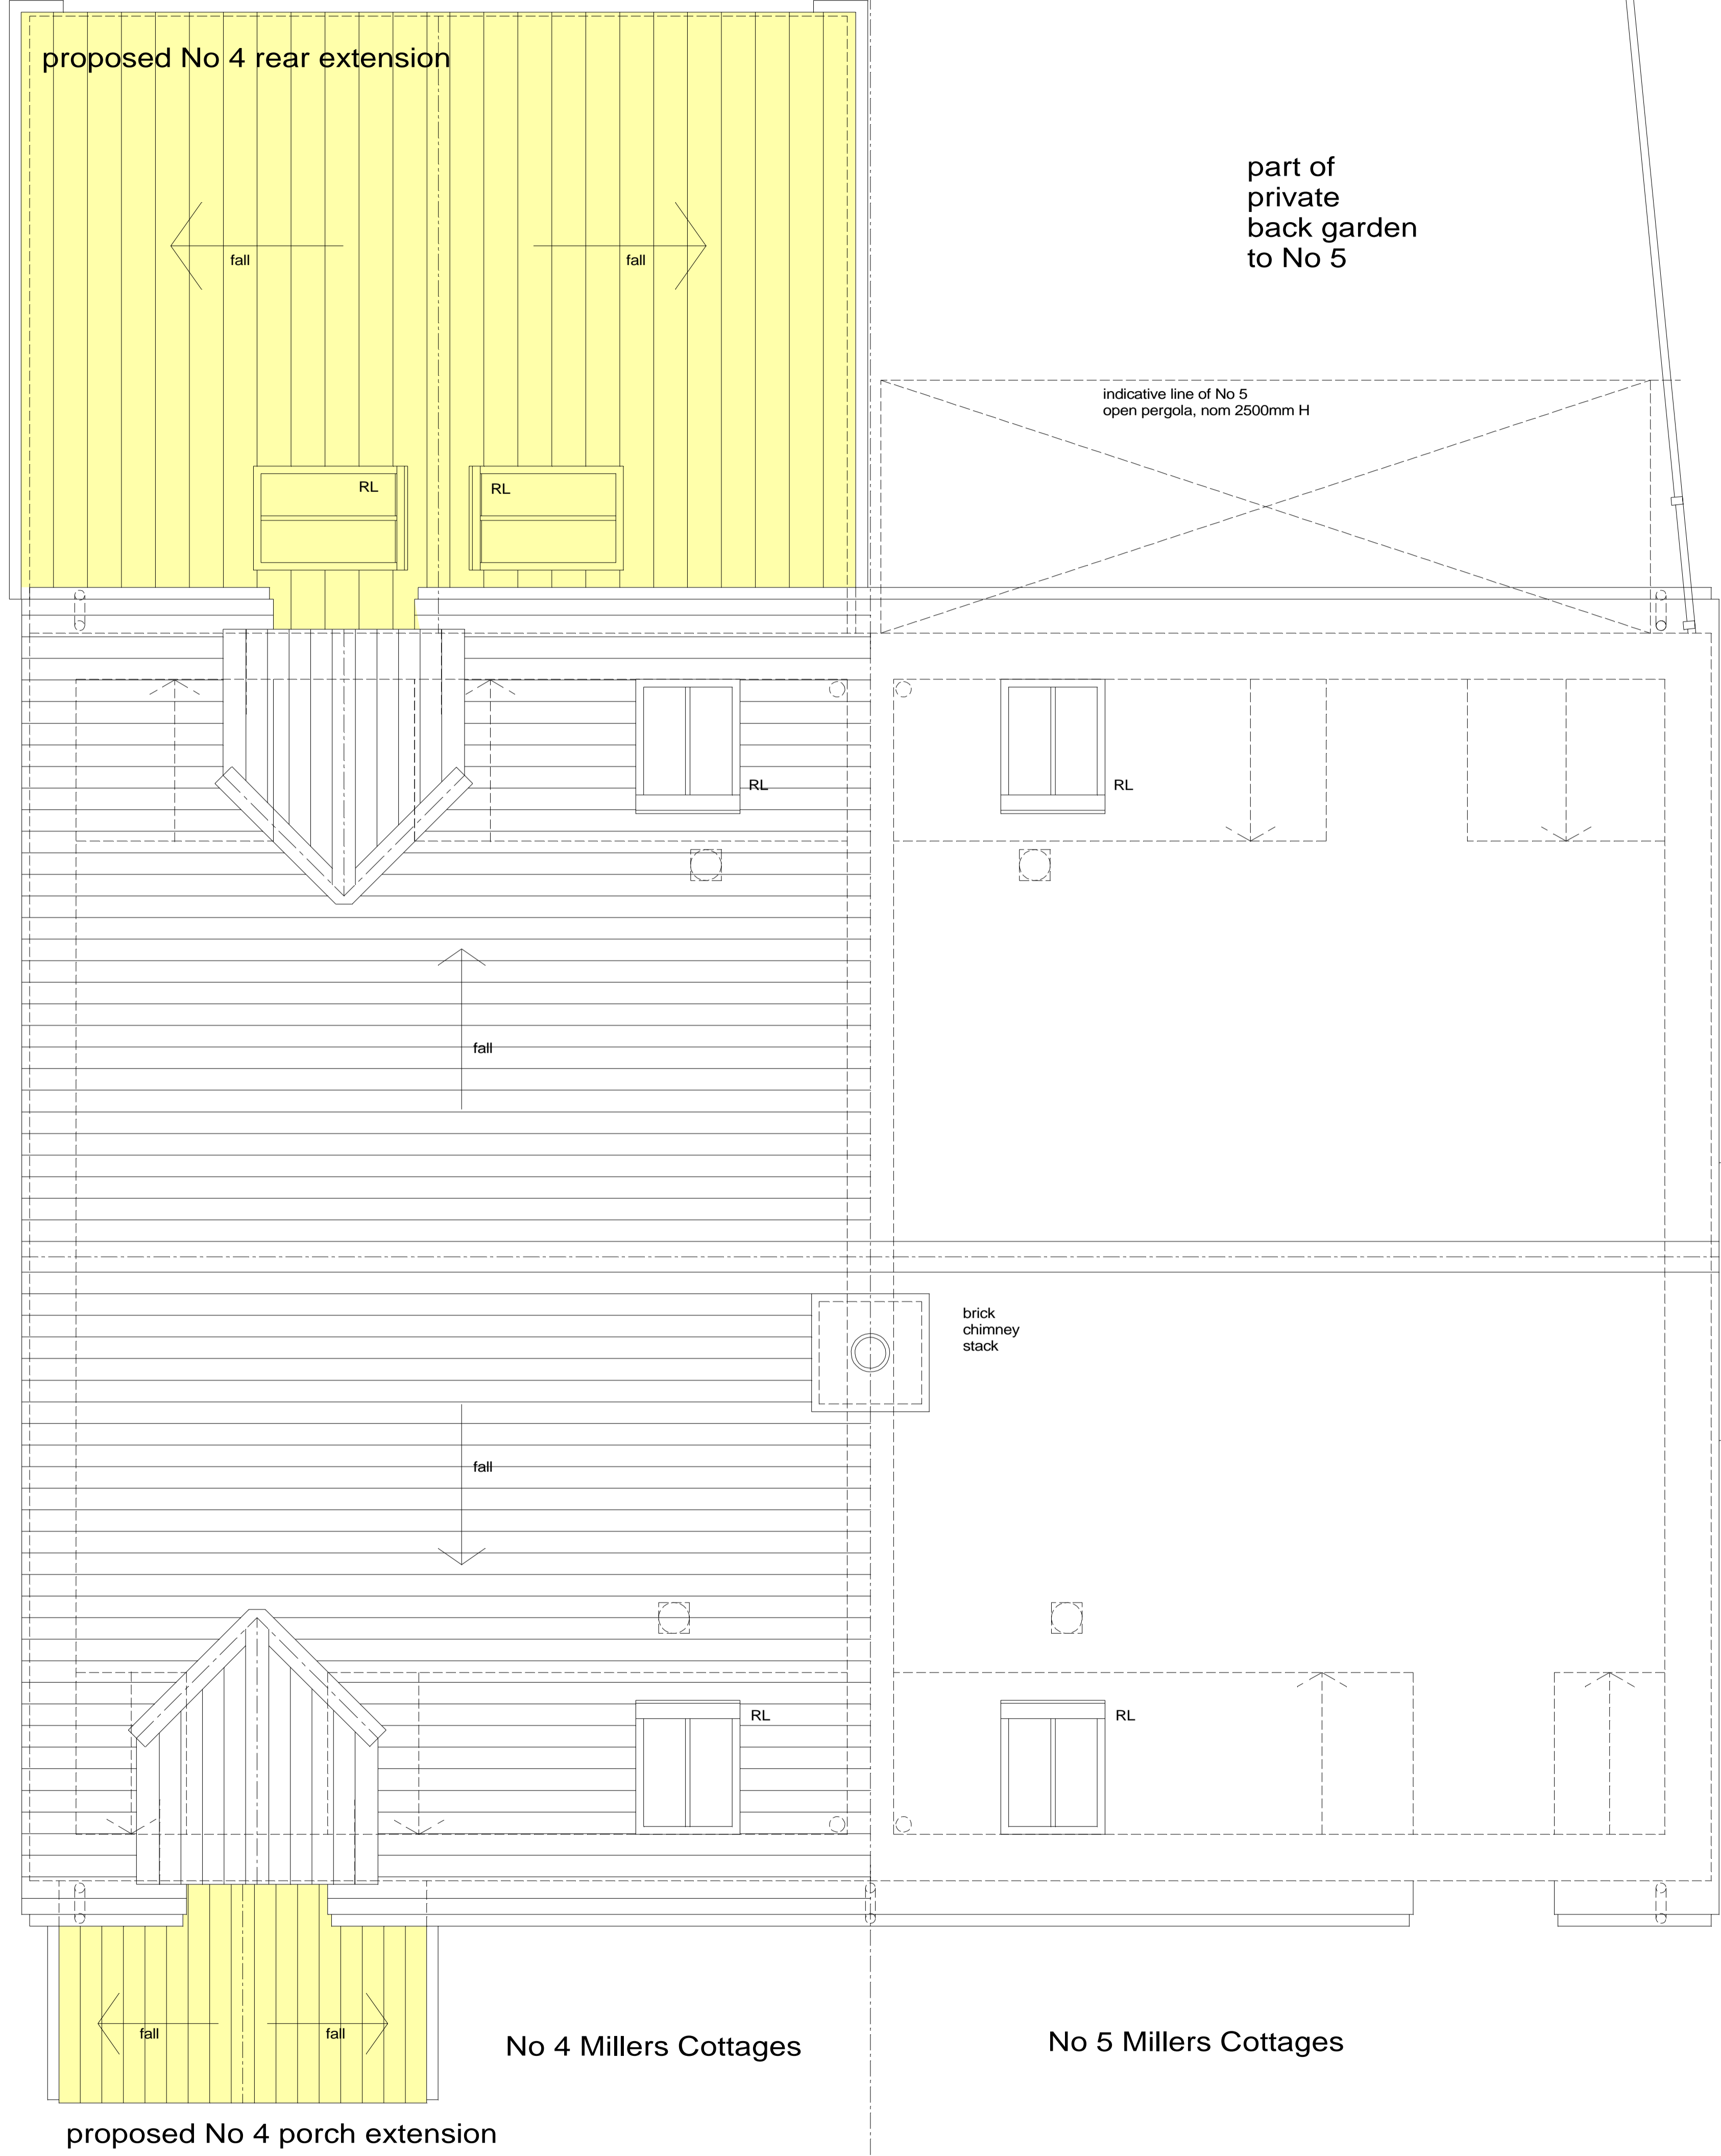 proposed No 4 rear extension
part of
private
back garden
to No 5
fall
fall
indicative line of No 5
open pergola, nom 2500mm H
RL
RL
RL
RL
fall
brick
chimney
stack
fall
RL
RL
fall
fall
No 4 Millers Cottages
No 5 Millers Cottages
proposed No 4 porch extension